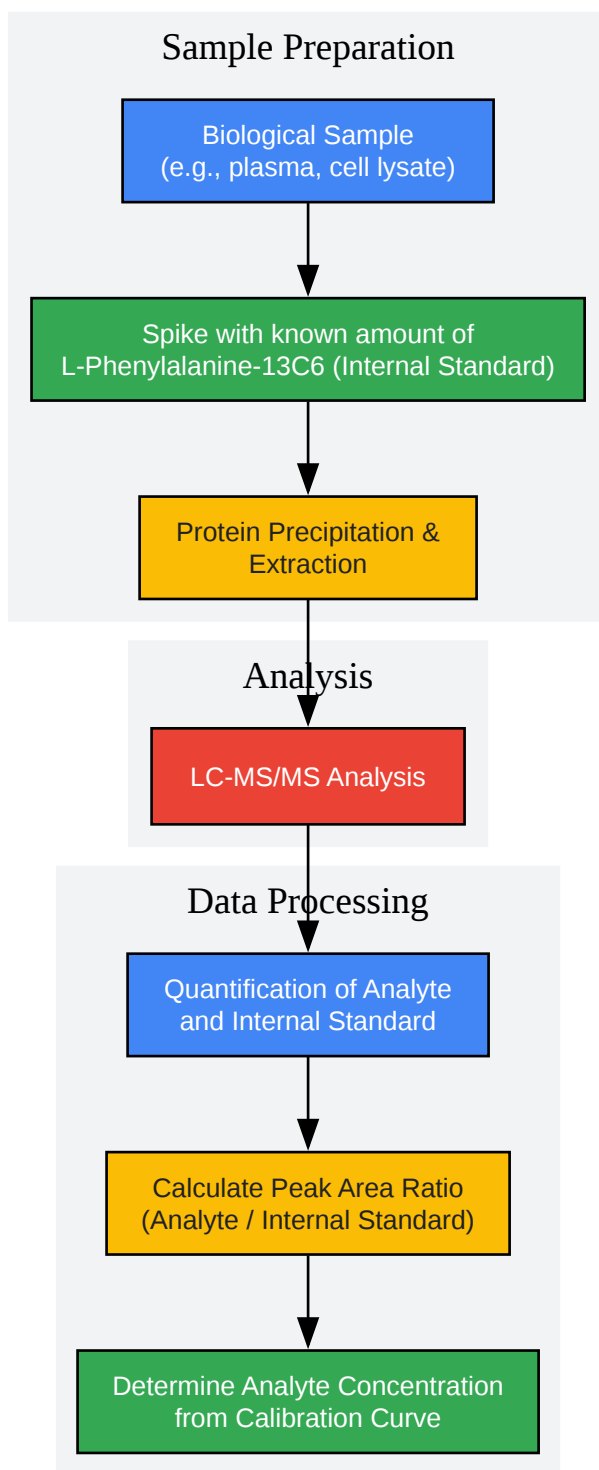 Sample Preparation
Biological Sample
(e.g., plasma, cell lysate)
Spike with known amount of
L-Phenylalanine-13C6 (Internal Standard)
Protein Precipitation &
Extraction
Analysis
LC-MS/MS Analysis
Data Processing
Quantification of Analyte
and Internal Standard
Calculate Peak Area Ratio
(Analyte / Internal Standard)
Determine Analyte Concentration
from Calibration Curve